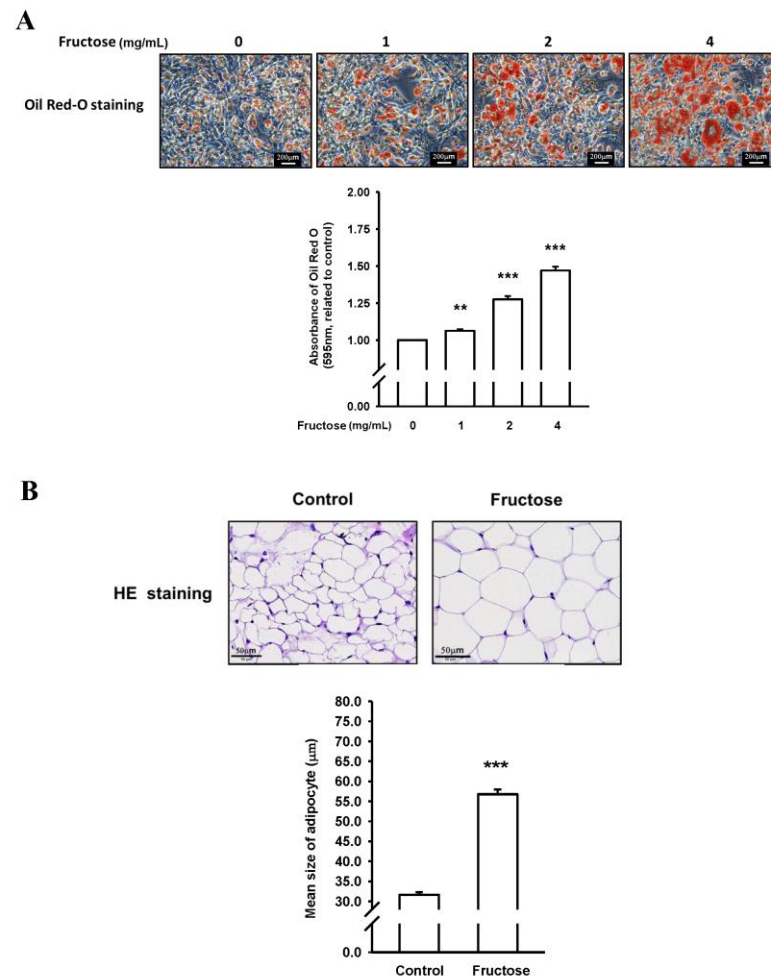 A
Fructose (mg/mL) 0 1 2 4
Oil Red-O staining
200μm 200μm 200μm 200μm
Absorbance of Oil Red O
(595nm, related to control)
2.00
1.50
1.25
1.00
0.00
** *** ***
Fructose (mg/mL) 0 1 2 4
B
Control Fructose
HE staining
50μm 50μm
Mean size of adipocyte (μm)
80.0
75.0
70.0
65.0
60.0
55.0
50.0
45.0
40.0
35.0
30.0
0.0
***
Control Fructose